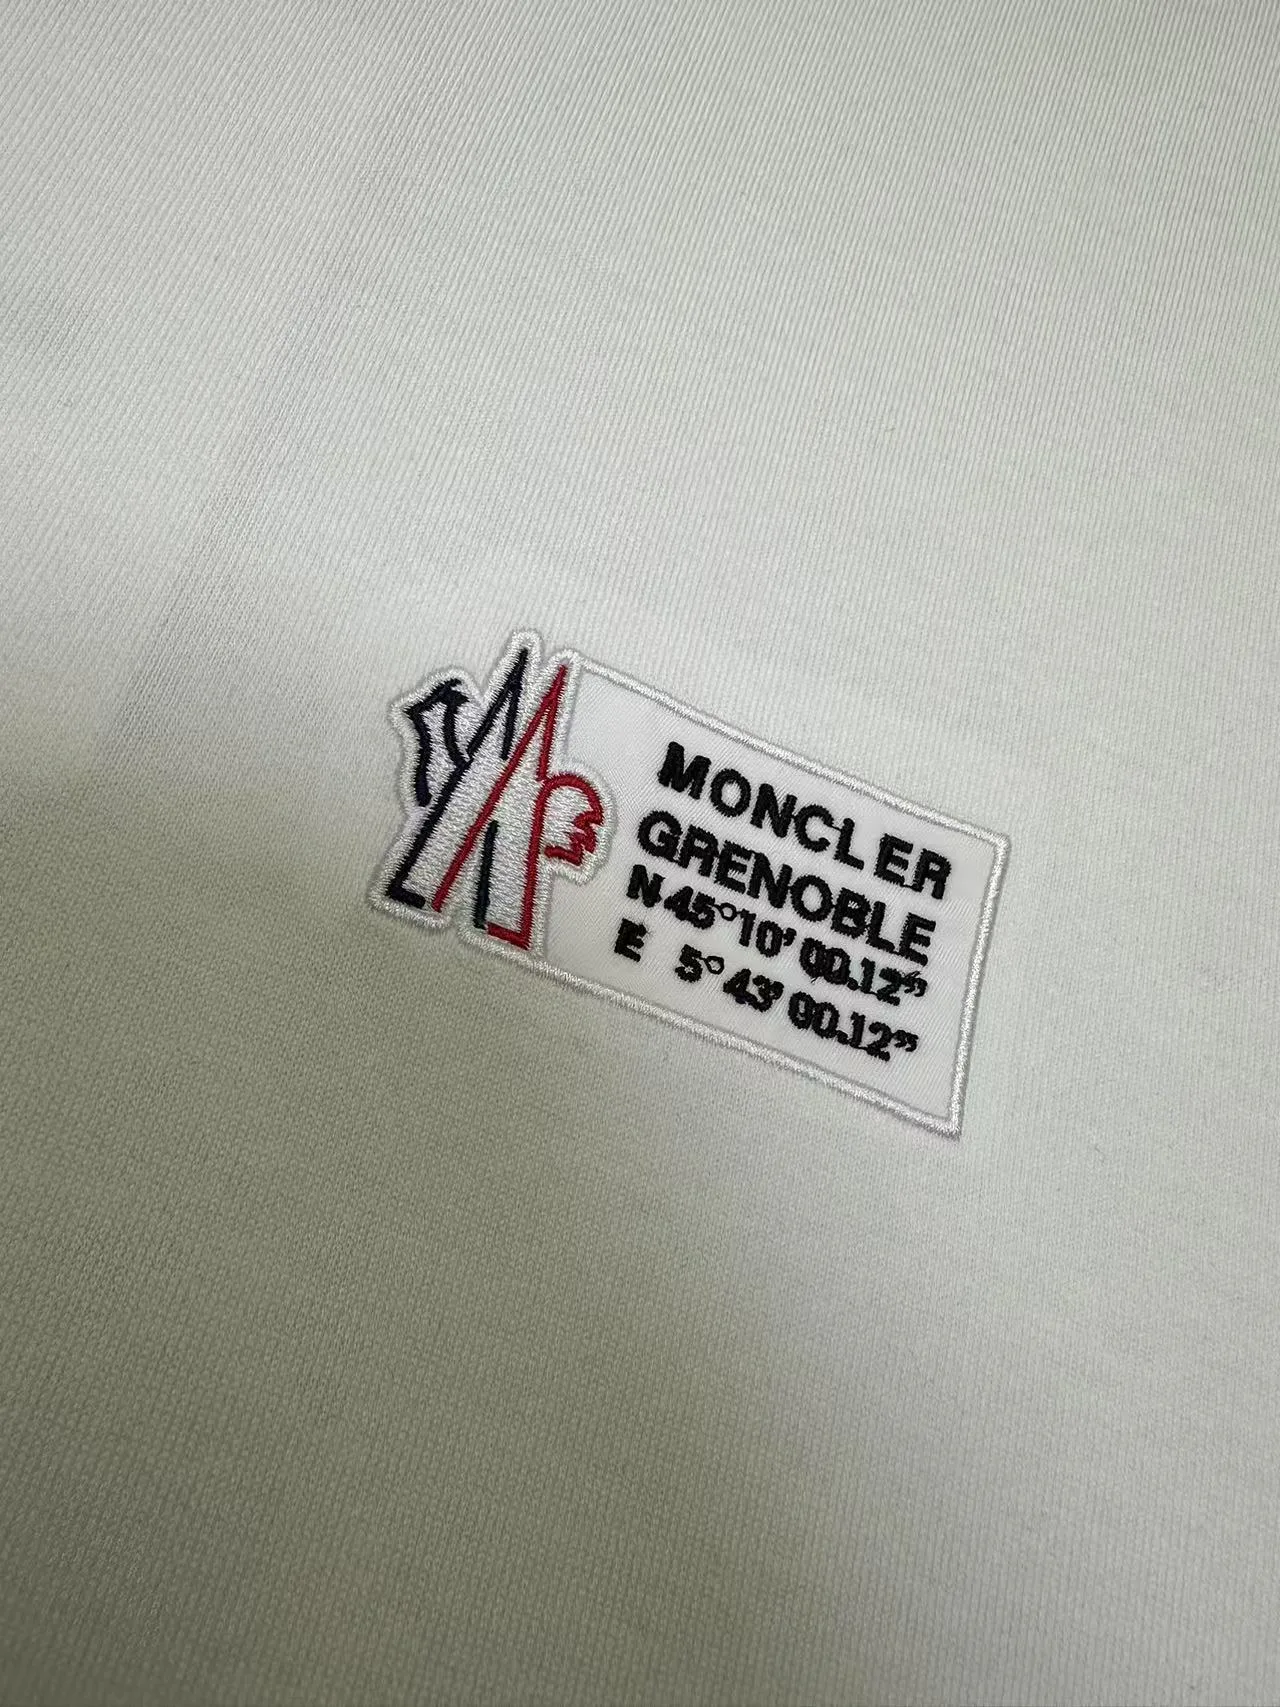 MONCLER
GRENOBLE
N 45°10' 00.12”
E 5°43' 00.12”